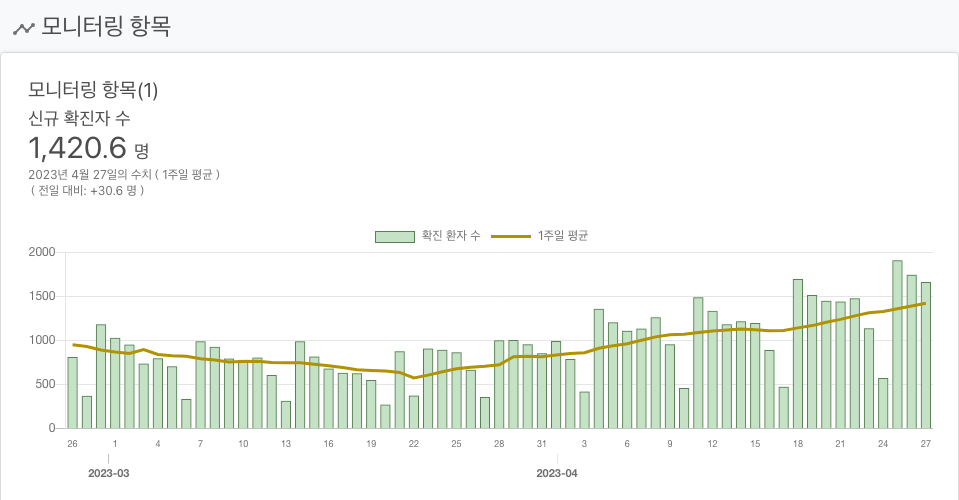 모니터링 항목
모니터링 항목(1)
신규 확진자 수
1,420.6 명
2023년 4월 27일의 수치 ( 1주일 평균 )
( 전일 대비: +30.6 명 )
확진 환자 수 1주일 평균
2000
1500
1000
500
0
26 1 4 7 10 13 16 19 22 25 28 31 3 6 9 12 15 18 21 24 27
2023-03 2023-04